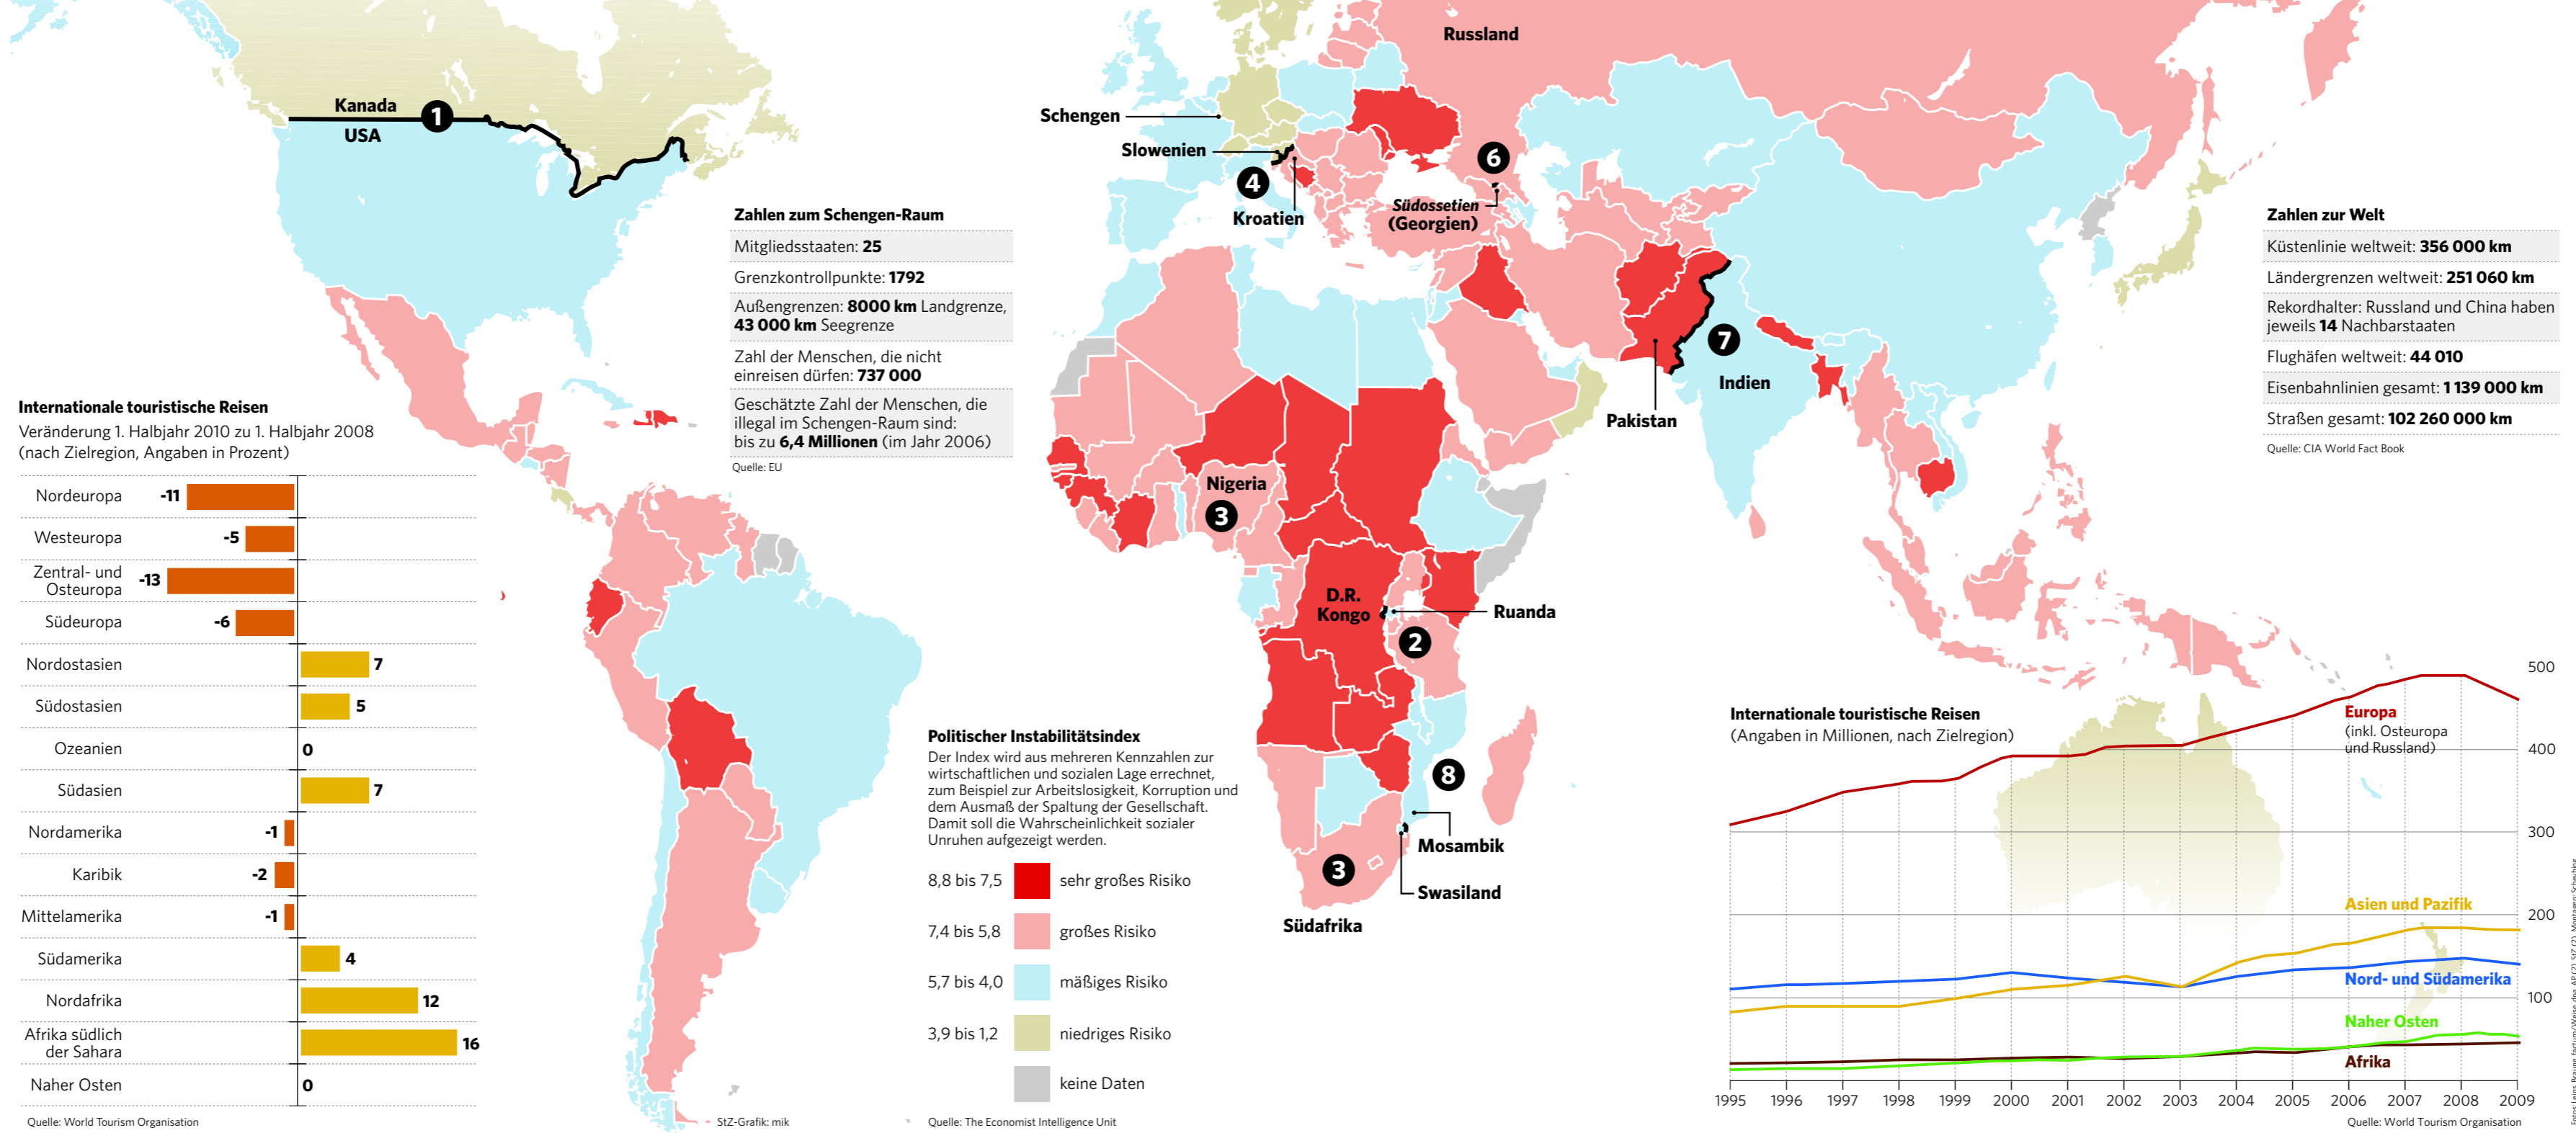 Kanada
1
USA
Russland
Schengen
Slowenien
4
Kroatien
6
Südossetien
(Georgien)
7
Indien
Pakistan
Nigeria
3
D.R.
Kongo
Ruanda
2
8
Mosambik
Swasiland
3
Südafrika
Zahlen zum Schengen-Raum
Mitgliedsstaaten: 25
Grenzkontrollpunkte: 1792
Außengrenzen: 8000 km Landgrenze,
43 000 km Seegrenze
Zahl der Menschen, die nicht
einreisen dürfen: 737 000
Geschätzte Zahl der Menschen, die
illegal im Schengen-Raum sind:
bis zu 6,4 Millionen (im Jahr 2006)
Quelle: EU
Zahlen zur Welt
Küstenlinie weltweit: 356 000 km
Ländergrenzen weltweit: 251 060 km
Rekordhalter: Russland und China haben
jeweils 14 Nachbarstaaten
Flughäfen weltweit: 44 010
Eisenbahnlinien gesamt: 1 139 000 km
Straßen gesamt: 102 260 000 km
Quelle: CIA World Fact Book
Internationale touristische Reisen
Veränderung 1. Halbjahr 2010 zu 1. Halbjahr 2008
(nach Zielregion, Angaben in Prozent)
Nordeuropa -11
Westeuropa -5
Zentral- und
Osteuropa -13
Südeuropa -6
Nordostasien 7
Südostasien 5
Ozeanien 0
Südasien 7
Nordamerika -1
Karibik -2
Mittelamerika -1
Südamerika 4
Nordafrika 12
Afrika südlich
der Sahara 16
Naher Osten 0
Quelle: World Tourism Organisation
StZ-Grafik: mik
Politischer Instabilitätsindex
Der Index wird aus mehreren Kennzahlen zur
wirtschaftlichen und sozialen Lage errechnet,
zum Beispiel zur Arbeitslosigkeit, Korruption und
dem Ausmaß der Spaltung der Gesellschaft.
Damit soll die Wahrscheinlichkeit sozialer
Unruhen aufgezeigt werden.
8,8 bis 7,5 sehr großes Risiko
7,4 bis 5,8 großes Risiko
5,7 bis 4,0 mäßiges Risiko
3,9 bis 1,2 niedriges Risiko
keine Daten
Quelle: The Economist Intelligence Unit
Internationale touristische Reisen
(Angaben in Millionen, nach Zielregion)
500
400
300
200
100
Europa
(inkl. Osteuropa
und Russland)
Asien und Pazifik
Nord- und Südamerika
Naher Osten
Afrika
1995 1996 1997 1998 1999 2000 2001 2002 2003 2004 2005 2006 2007 2008 2009
Quelle: World Tourism Organisation